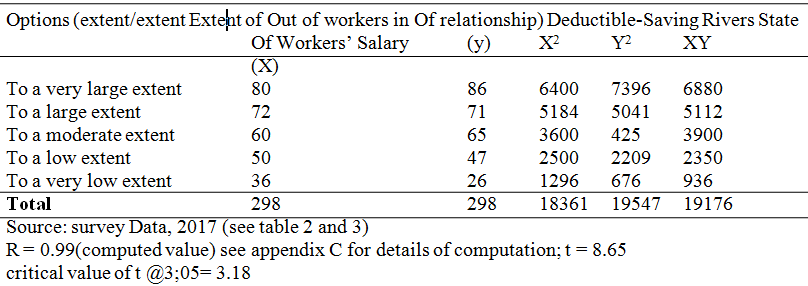 Options (extent/extent Extent of Out of workers in Of relationship) Deductible-Saving Rivers State
Of Workers' Salary (y) X² Y² XY
(X)
To a very large extent 80 86 6400 7396 6880
To a large extent 72 71 5184 5041 5112
To a moderate extent 60 65 3600 425 3900
To a low extent 50 47 2500 2209 2350
To a very low extent 36 26 1296 676 936
Total 298 298 18361 19547 19176
Source: survey Data, 2017 (see table 2 and 3)
R = 0.99(computed value) see appendix C for details of computation; t = 8.65
critical value of t @3;05= 3.18